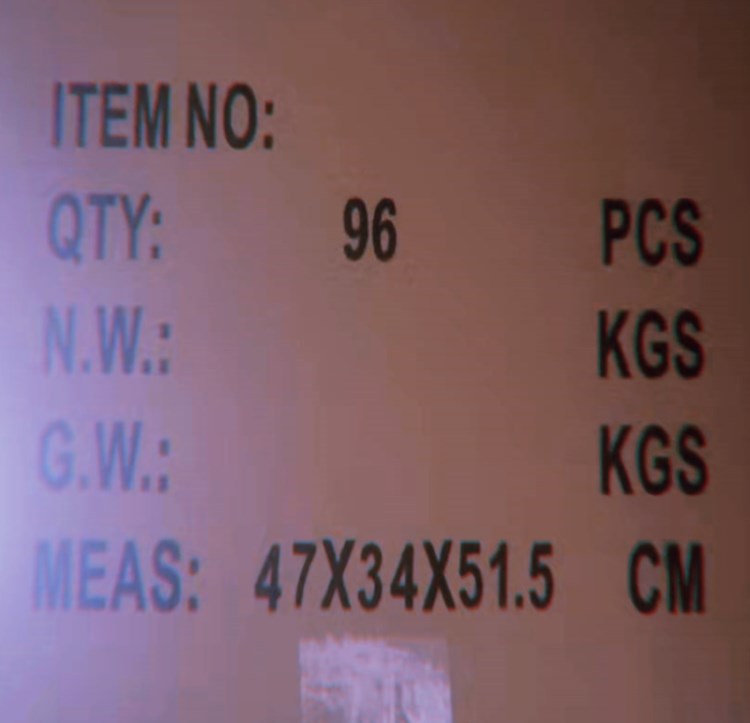 ITEM NO:
QTY: 96 PCS
N.W.: KGS
G.W.: KGS
MEAS: 47X34X51.5 CM